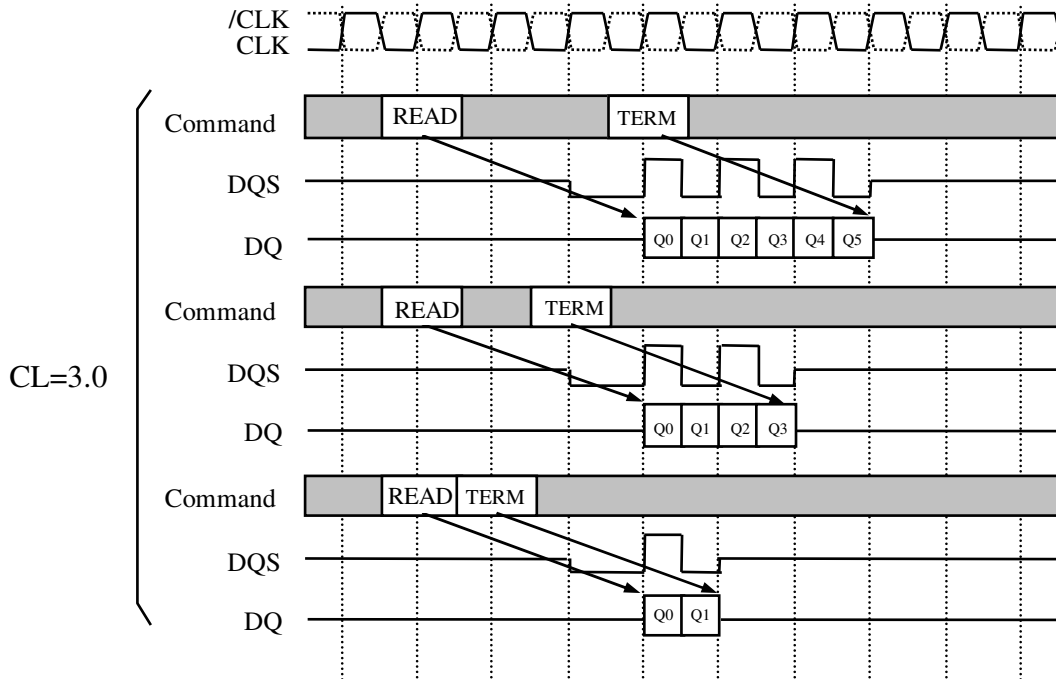 /CLK
CLK
Command
READ
TERM
DQS
DQ
Q0 Q1 Q2 Q3 Q4 Q5
Command
READ
TERM
CL=3.0
DQS
DQ
Q0 Q1 Q2 Q3
Command
READ
TERM
DQS
DQ
Q0 Q1